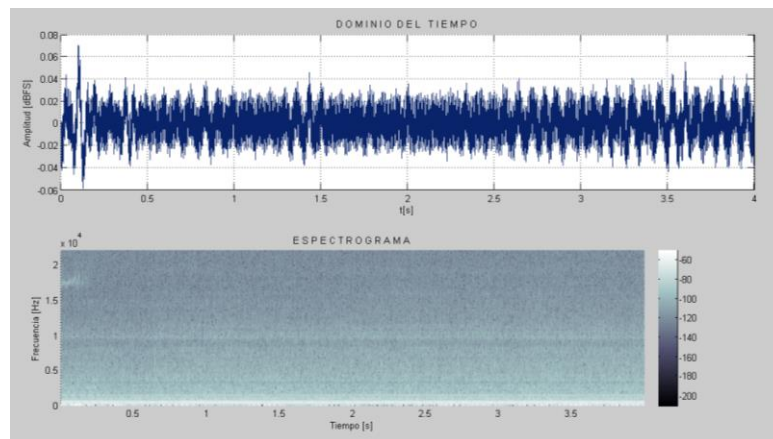 DOMINIO DEL TIEMPO
0.08
0.06
0.04
0.02
0
-0.02
-0.04
-0.06
Amplitud [dBFS]
0 0.5 1 1.5 2 2.5 3 3.5 4
t[s]
ESPECTROGRAMA
x 10^4
2
1.5
1
0.5
0
Frecuencia [Hz]
0.5 1 1.5 2 2.5 3 3.5
Tiempo [s]
-60
-80
-100
-120
-140
-160
-180
-200